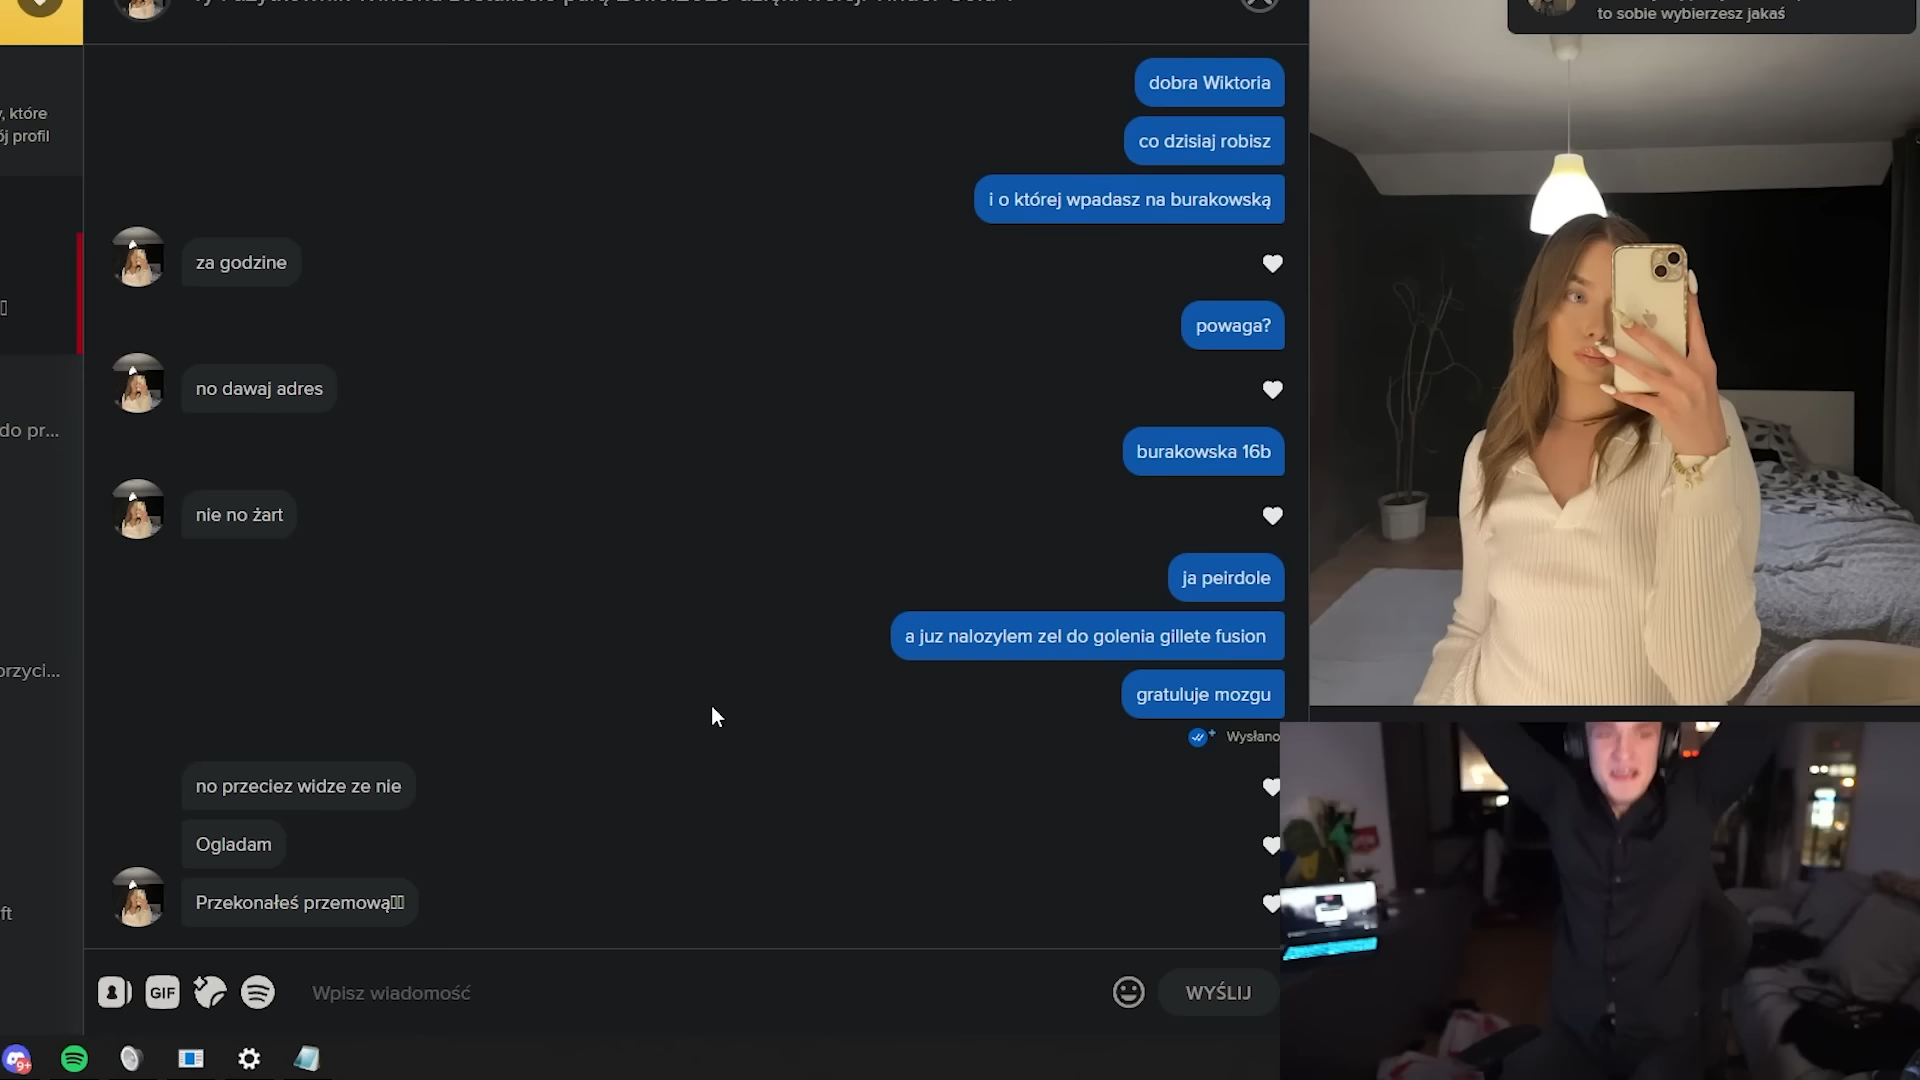 to sobie wybierzesz jakaś
, które
ój profil
dobra Wiktoria
co dzisiaj robisz
i o której wpadasz na burakowską
za godzine
powaga?
no dawaj adres
do pr...
burakowska 16b
nie no żart
ja peirdole
a juz nalozylem zel do golenia gillete fusion
gratuluje mozgu
Wysłano
no przeciez widze ze nie
Ogladam
Przekonałeś przemową
przyci...
ft
GIF
Wpisz wiadomość
WYŚLIJ
9+